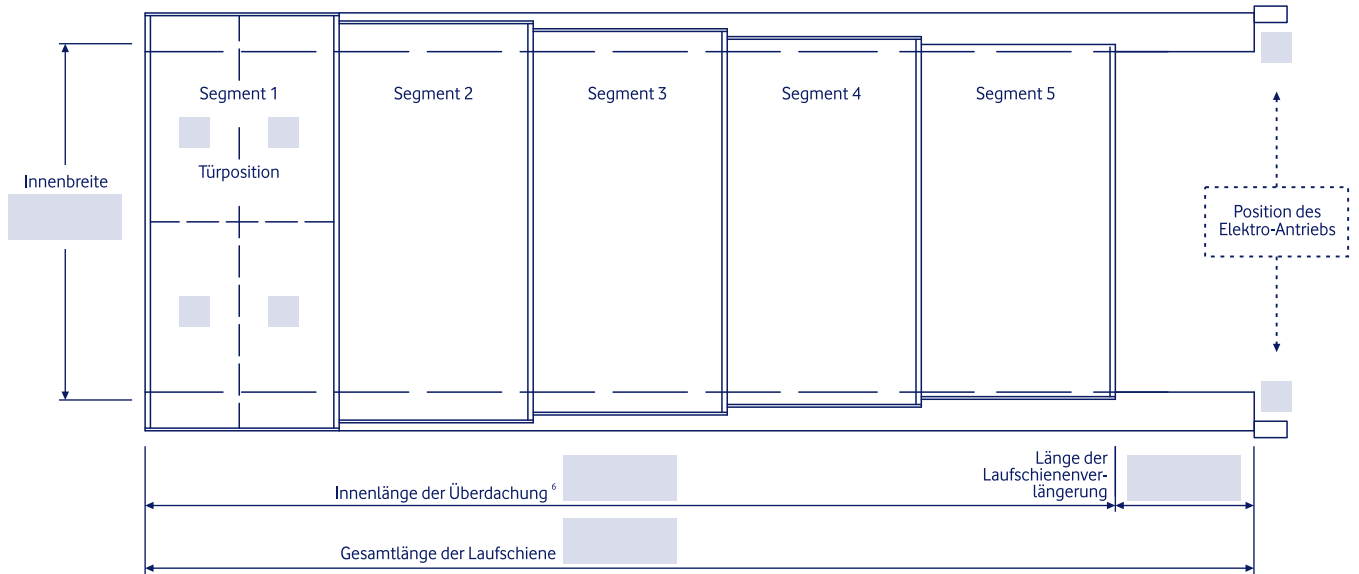 Segment 1
Segment 2
Segment 3
Segment 4
Segment 5
Türposition
Innenbreite
Position des
Elektro-Antriebs
Innenlänge der Überdachung ⁶
Länge der
Laufschienenver-
längerung
Gesamtlänge der Laufschiene